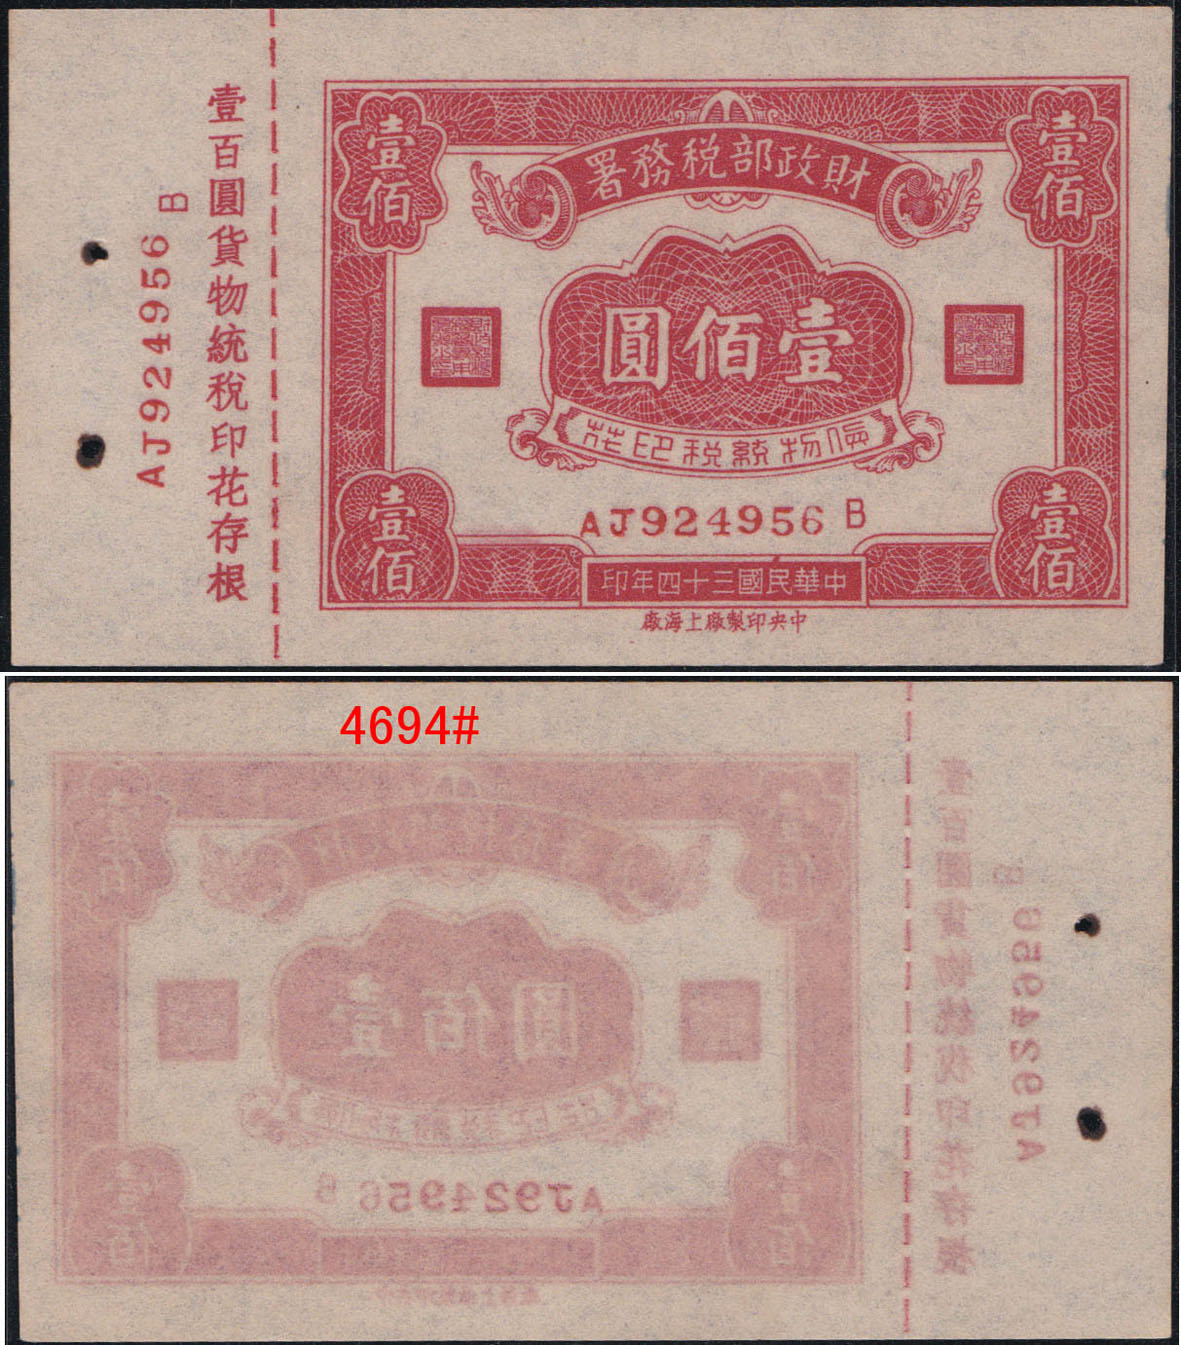 壹百圓貨物統稅印花存根
AJ924956 B
壹佰
壹佰
財政部稅務署
壹佰圓
貨物統稅印花
AJ924956 B
壹佰
壹佰
中華民國三十四年印
中央印製廠上海廠
4694#